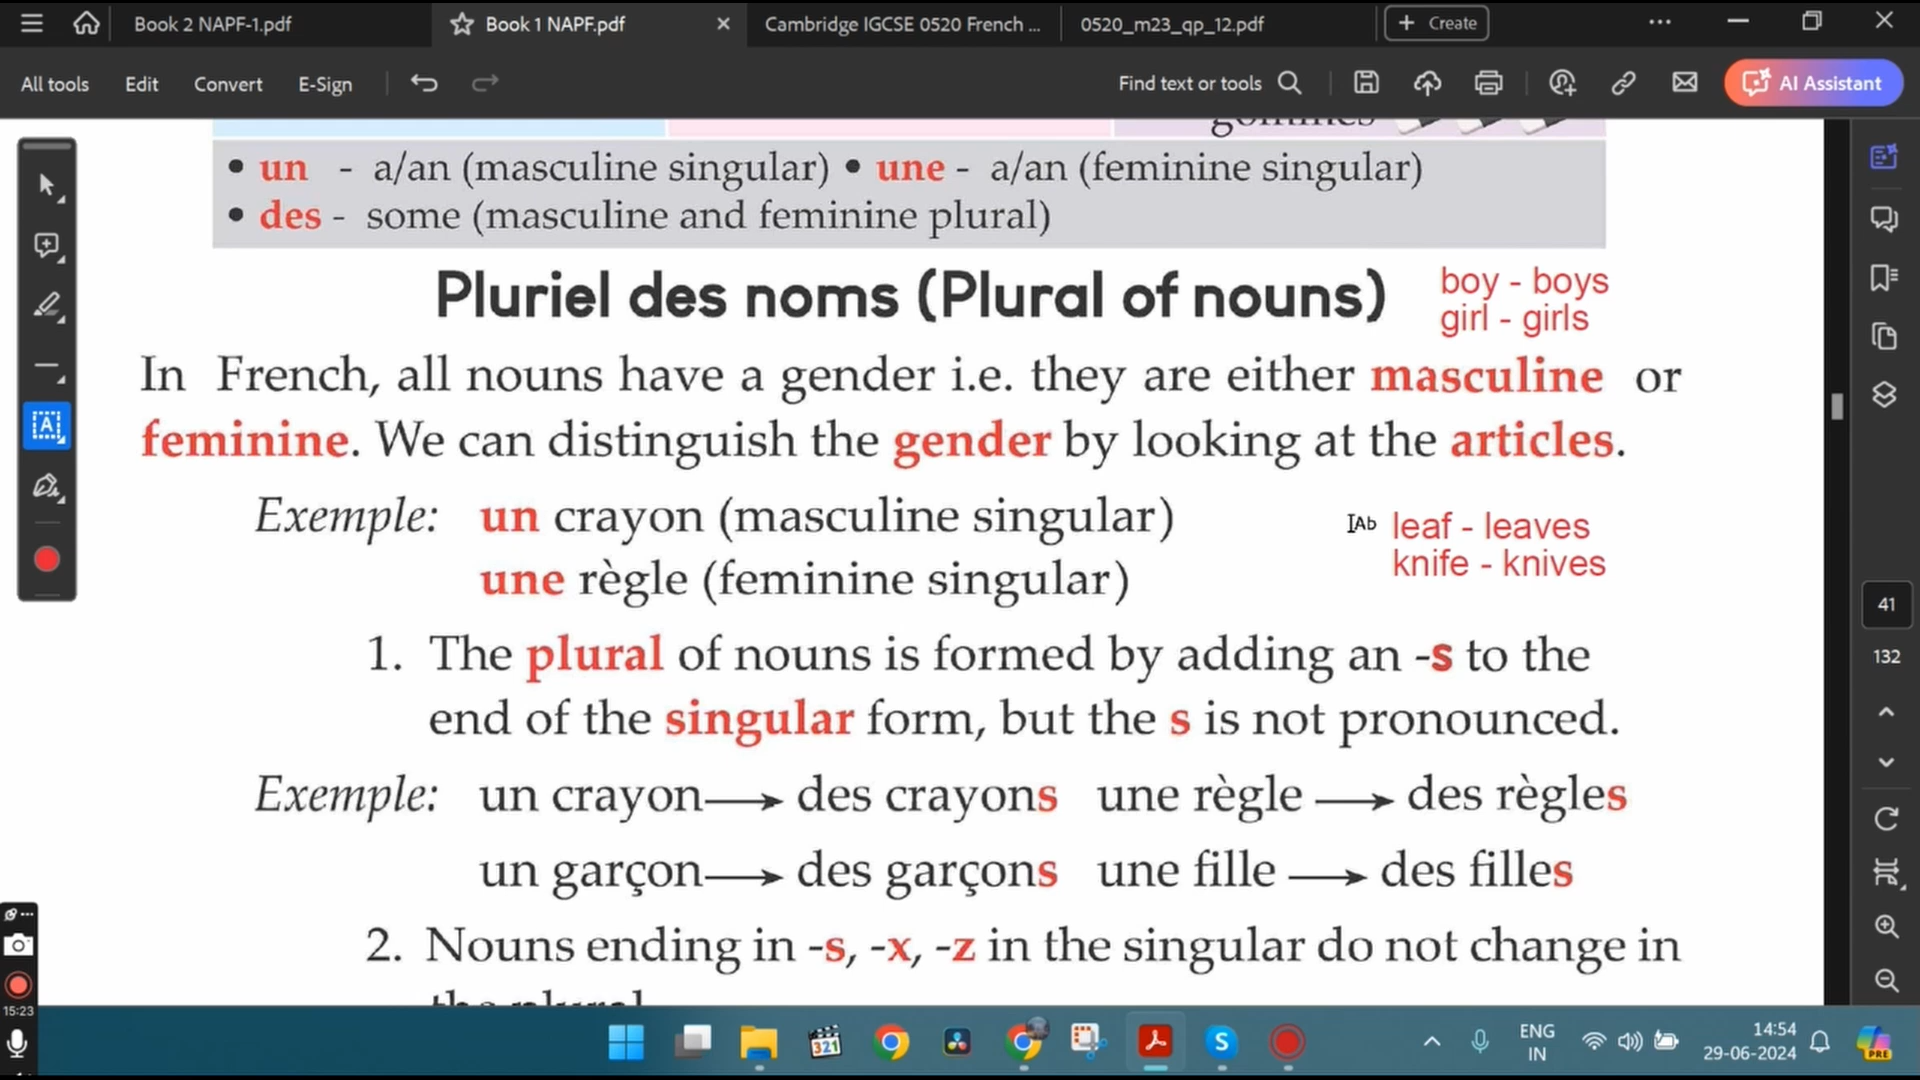 Book 2 NAPF-1.pdf
Book 1 NAPF.pdf
Cambridge IGCSE 0520 French ...
0520_m23_qp_12.pdf
+ Create
All tools
Edit
Convert
E-Sign
Find text or tools
AI Assistant
gommes
• un - a/an (masculine singular) • une - a/an (feminine singular)
• des - some (masculine and feminine plural)
Pluriel des noms (Plural of nouns)
boy - boys
girl - girls
In French, all nouns have a gender i.e. they are either masculine or
feminine. We can distinguish the gender by looking at the articles.
Exemple: un crayon (masculine singular)
une règle (feminine singular)
Ab
leaf - leaves
knife - knives
1. The plural of nouns is formed by adding an -s to the
end of the singular form, but the s is not pronounced.
Exemple: un crayon → des crayons une règle → des règles
un garçon → des garçons une fille → des filles
2. Nouns ending in -s, -x, -z in the singular do not change in
the plural
41
132
15:23
321
ENG
IN
14:54
29-06-2024
PRE